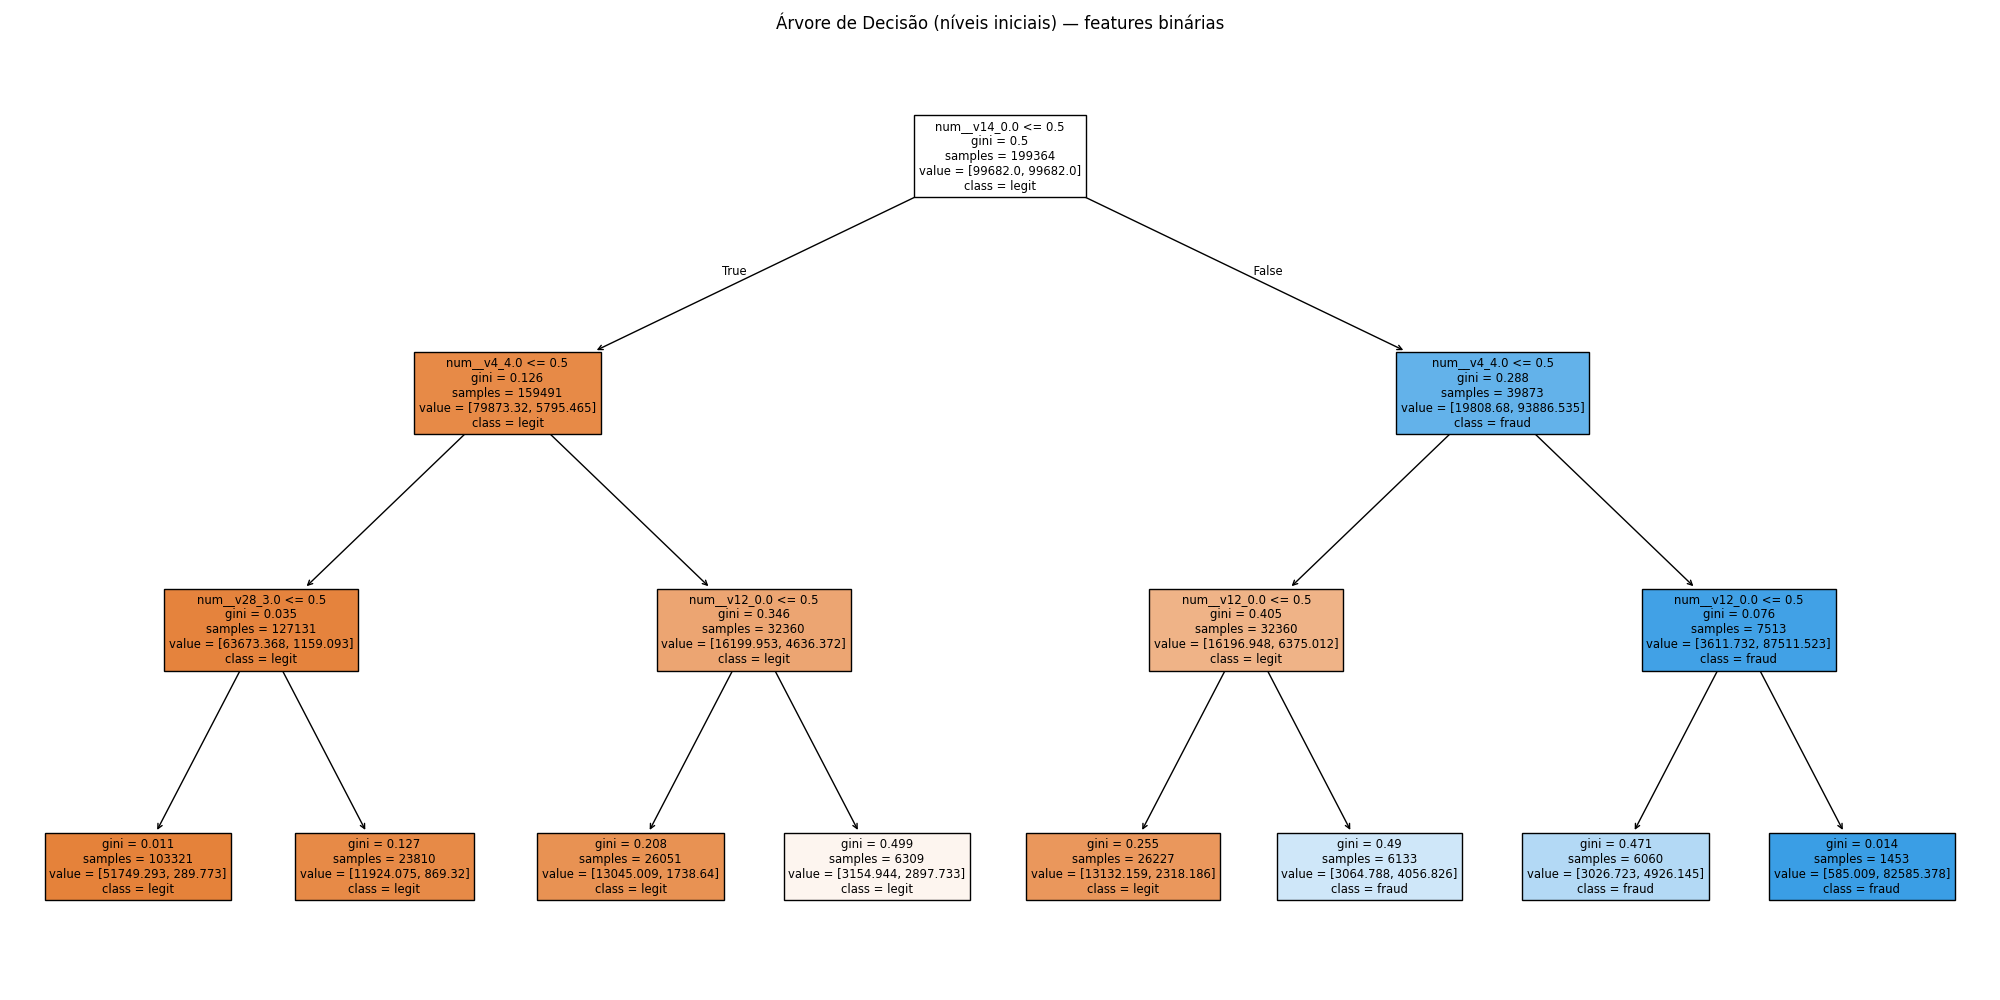 Árvore de Decisão (níveis iniciais) — features binárias
num__v14_0.0 <= 0.5
gini = 0.5
samples = 199364
value = [99682.0, 99682.0]
class = legit
True
False
num__v4_4.0 <= 0.5
gini = 0.126
samples = 159491
value = [79873.32, 5795.465]
class = legit
num__v4_4.0 <= 0.5
gini = 0.288
samples = 39873
value = [19808.68, 93886.535]
class = fraud
num__v28_3.0 <= 0.5
gini = 0.035
samples = 127131
value = [63673.368, 1159.093]
class = legit
num__v12_0.0 <= 0.5
gini = 0.346
samples = 32360
value = [16199.953, 4636.372]
class = legit
num__v12_0.0 <= 0.5
gini = 0.405
samples = 32360
value = [16196.948, 6375.012]
class = legit
num__v12_0.0 <= 0.5
gini = 0.076
samples = 7513
value = [3611.732, 87511.523]
class = fraud
gini = 0.011
samples = 103321
value = [51749.293, 289.773]
class = legit
gini = 0.127
samples = 23810
value = [11924.075, 869.32]
class = legit
gini = 0.208
samples = 26051
value = [13045.009, 1738.64]
class = legit
gini = 0.499
samples = 6309
value = [3154.944, 2897.733]
class = legit
gini = 0.255
samples = 26227
value = [13132.159, 2318.186]
class = legit
gini = 0.49
samples = 6133
value = [3064.788, 4056.826]
class = fraud
gini = 0.471
samples = 6060
value = [3026.723, 4926.145]
class = fraud
gini = 0.014
samples = 1453
value = [585.009, 82585.378]
class = fraud